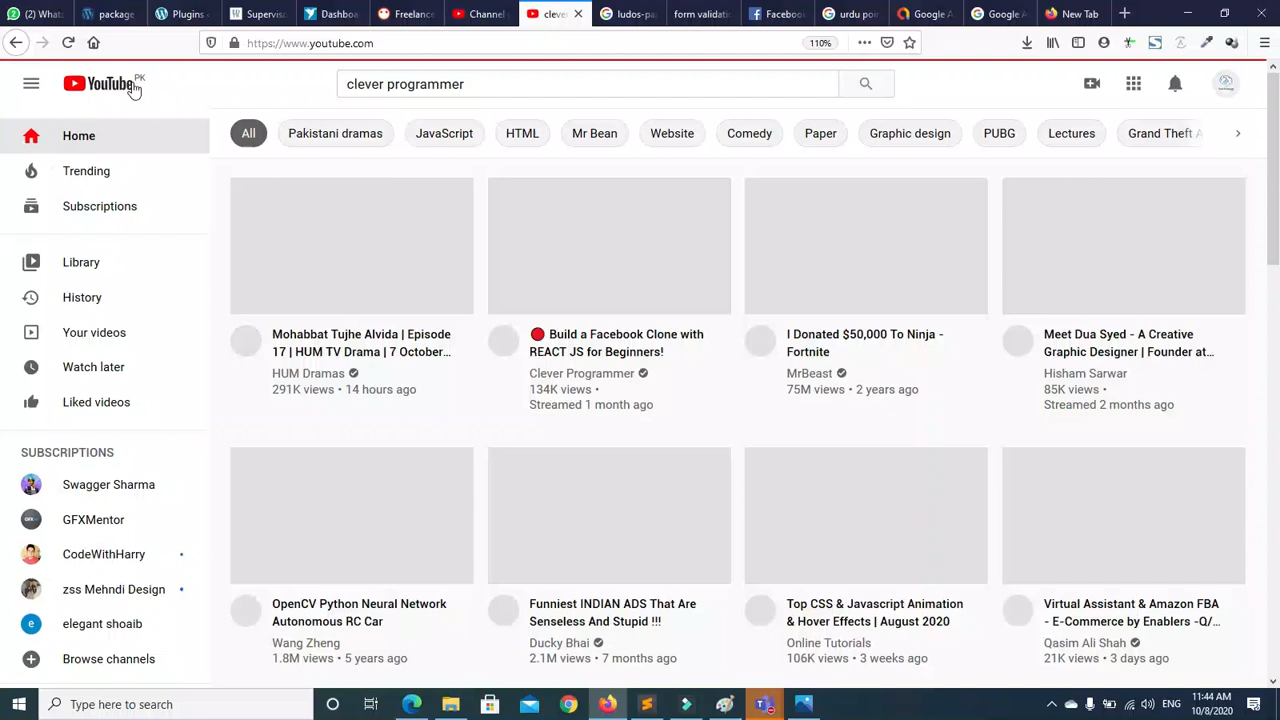 Whats
package
Plugins
Supervis
Dashboa
Freelance
Channel
clev
ludos-pa
form validati
Facebook
urdu poin
Google A
Google A
New Tab
https://www.youtube.com
110%
YouTube PK
clever programmer
Home
Trending
Subscriptions
Library
History
Your videos
Watch later
Liked videos
SUBSCRIPTIONS
Swagger Sharma
GFXMentor
CodeWithHarry
zss Mehndi Design
elegant shoaib
Browse channels
All
Pakistani dramas
JavaScript
HTML
Mr Bean
Website
Comedy
Paper
Graphic design
PUBG
Lectures
Grand Theft A
Mohabbat Tujhe Alvida | Episode
17 | HUM TV Drama | 7 October...
HUM Dramas
291K views • 14 hours ago
Build a Facebook Clone with
REACT JS for Beginners!
Clever Programmer
134K views •
Streamed 1 month ago
I Donated $50,000 To Ninja -
Fortnite
MrBeast
75M views • 2 years ago
Meet Dua Syed - A Creative
Graphic Designer | Founder at...
Hisham Sarwar
85K views •
Streamed 2 months ago
OpenCV Python Neural Network
Autonomous RC Car
Wang Zheng
1.8M views • 5 years ago
Funniest INDIAN ADS That Are
Senseless And Stupid !!!
Ducky Bhai
2.1M views • 7 months ago
Top CSS & Javascript Animation
& Hover Effects | August 2020
Online Tutorials
106K views • 3 weeks ago
Virtual Assistant & Amazon FBA
- E-Commerce by Enablers -Q/...
Qasim Ali Shah
21K views • 3 days ago
Type here to search
ENG
11:44 AM
10/8/2020